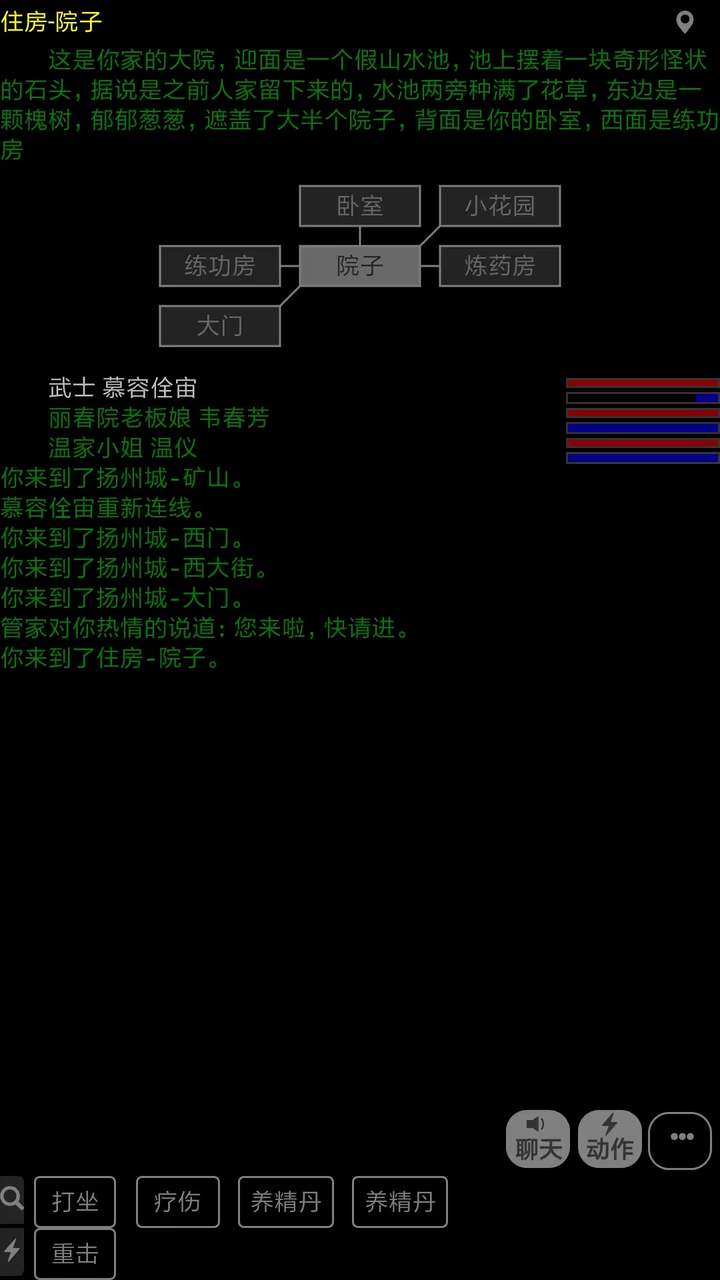 住房-院子
这是你家的大院，迎面是一个假山水池，池上摆着一块奇形怪状
的石头，据说是之前人家留下来的，水池两旁种满了花草，东边是一
颗槐树，郁郁葱葱，遮盖了大半个院子，背面是你的卧室，西面是练功
房
卧室 小花园
练功房 院子 炼药房
大门
武士 慕容佺宙
丽春院老板娘 韦春芳
温家小姐 温仪
你来到了扬州城-矿山。
慕容佺宙重新连线。
你来到了扬州城-西门。
你来到了扬州城-西大街。
你来到了扬州城-大门。
管家对你热情的说道：您来啦，快请进。
你来到了住房-院子。
聊天 动作
打坐 疗伤 养精丹 养精丹
重击